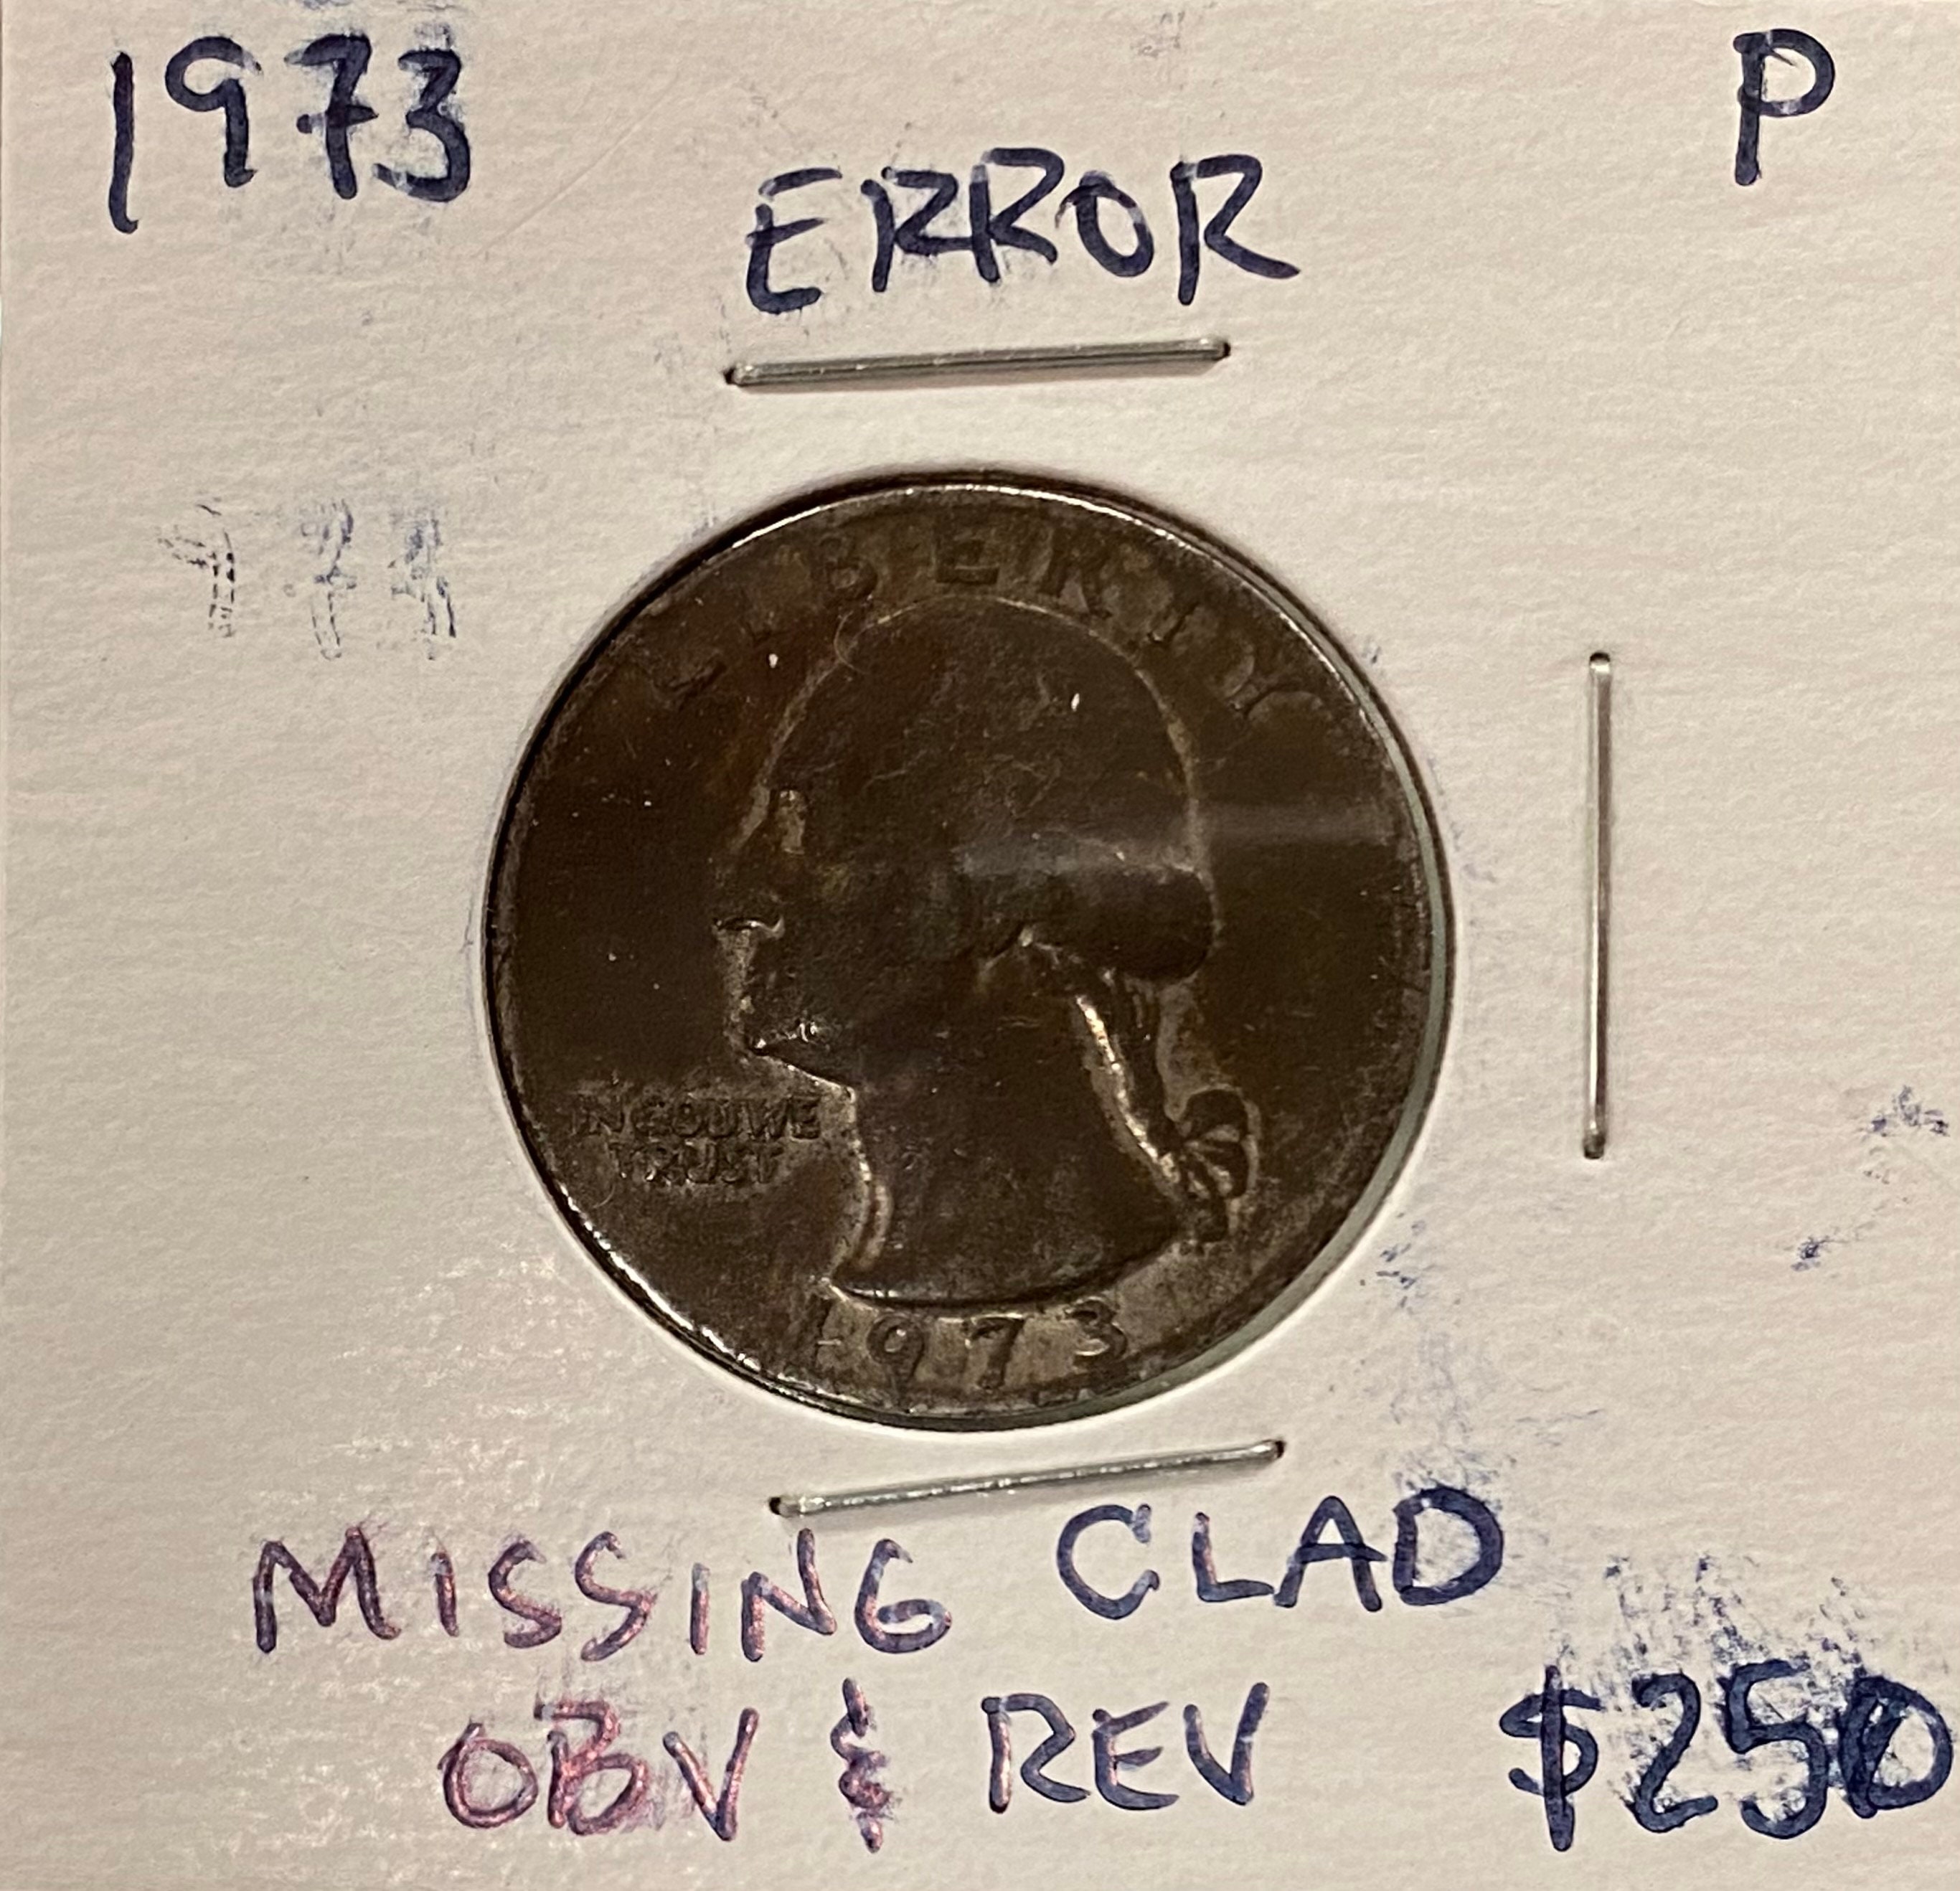 1973 P
ERROR
LIBERTY
IN GOD WE
TRUST
1973
MISSING CLAD
OBV & REV $250